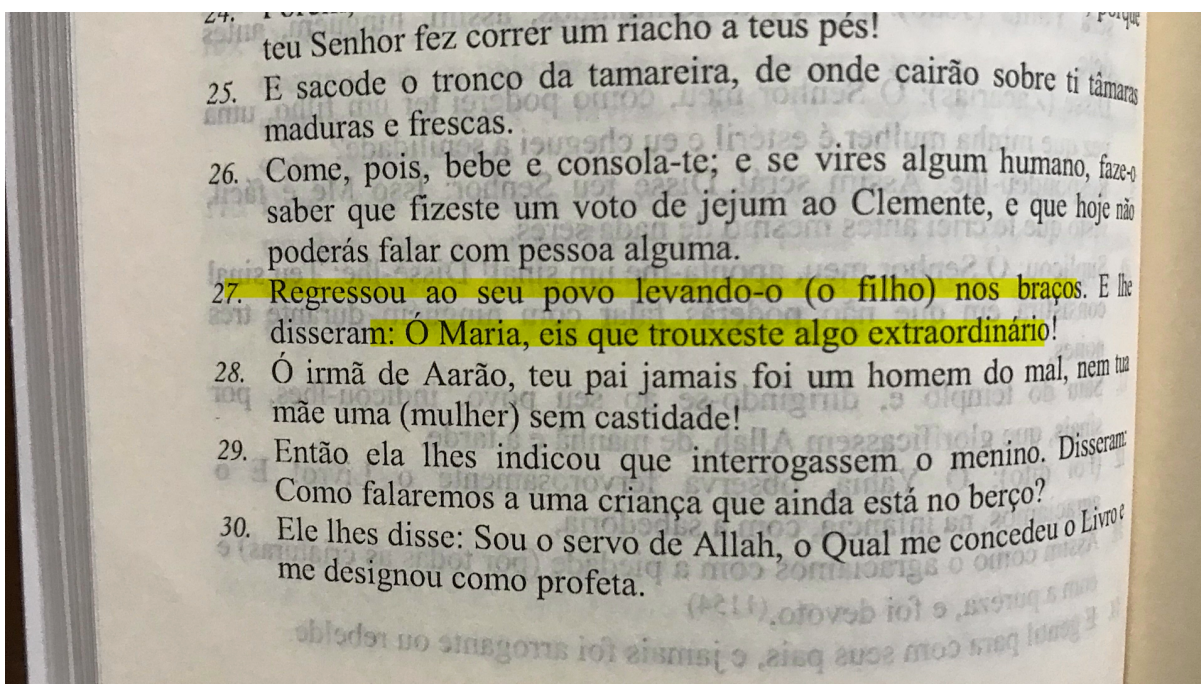 24.
teu Senhor fez correr um riacho a teus pés!
25. E sacode o tronco da tamareira, de onde cairão sobre ti tâmaras
maduras e frescas.
26. Come, pois, bebe e consola-te; e se vires algum humano, faze-o
saber que fizeste um voto de jejum ao Clemente, e que hoje não
poderás falar com pessoa alguma.
27. Regressou ao seu povo levando-o (o filho) nos braços. E lhe
disseram: Ó Maria, eis que trouxeste algo extraordinário!
28. Ó irmã de Aarão, teu pai jamais foi um homem do mal, nem tua
mãe uma (mulher) sem castidade!
29. Então ela lhes indicou que interrogassem o menino. Disseram:
Como falaremos a uma criança que ainda está no berço?
30. Ele lhes disse: Sou o servo de Allah, o Qual me concedeu o Livro e
me designou como profeta.